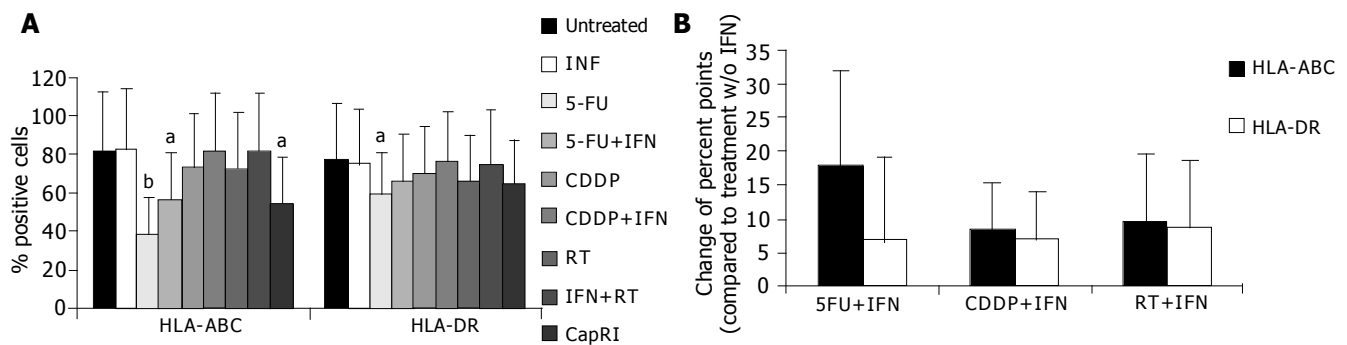 A
% positive cells
120
100
80
60
40
20
0
b
a
a
a
HLA-ABC
HLA-DR
Untreated
INF
5-FU
5-FU+IFN
CDDP
CDDP+IFN
RT
IFN+RT
CapRI
B
Change of percent points
(compared to treatment w/o IFN)
35
30
25
20
15
10
5
0
5FU+IFN
CDDP+IFN
RT+IFN
HLA-ABC
HLA-DR